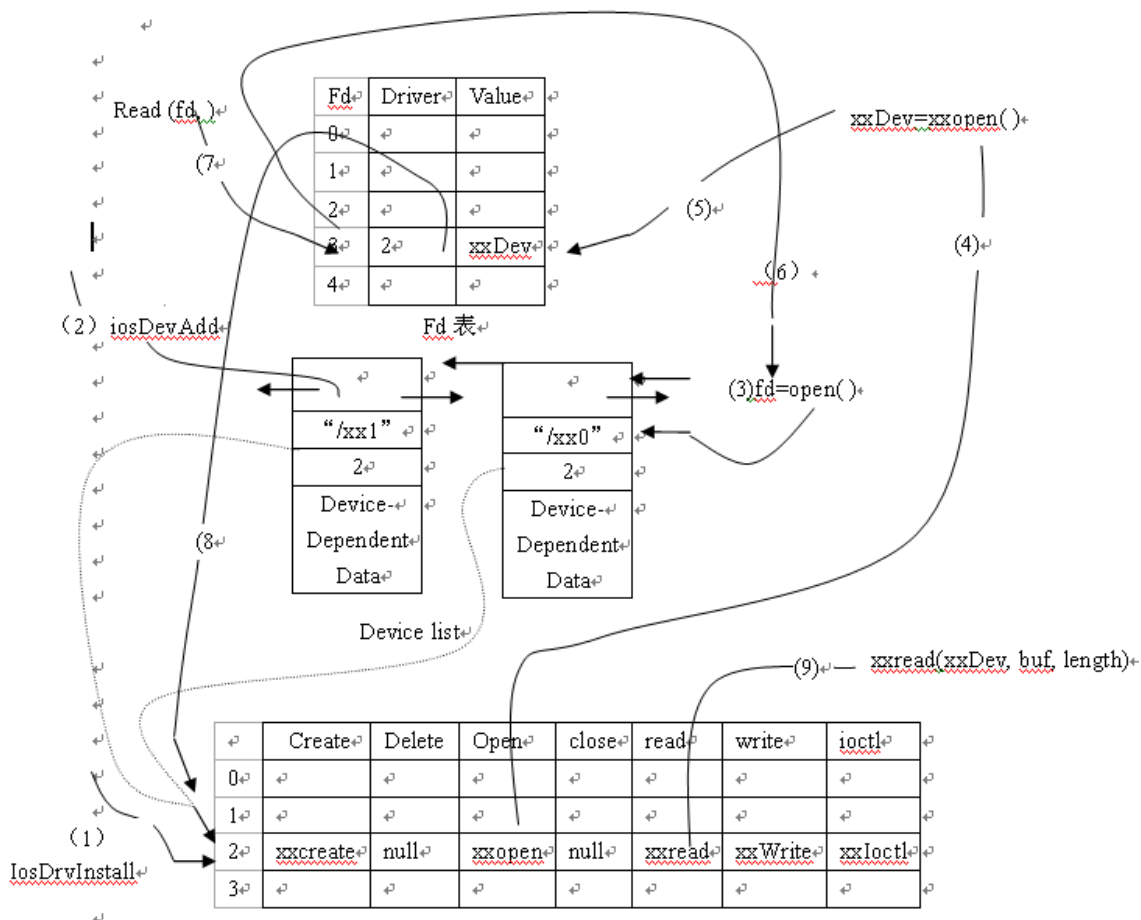 Read (fd, )
Fd Driver Value
xxDev=xxopen( )
0
(7
1
2
(5)
3 2 xxDev
(4)
4
(6)
(2) iosDevAdd
Fd 表
(3)fd=open( )
“/xx1” “/xx0”
2 2
Device- Device-
Dependent Dependent
Data Data
(8
Device list
(9)
xxread(xxDev, buf, length)
Create Delete Open close read write ioctl
0
1
(1)
2 xxcreate null xxopen null xxread xxWrite xxIoctl
IosDrvInstall
3